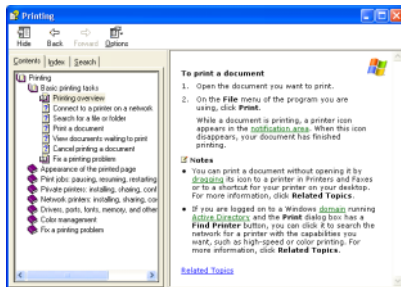 Printing
Hide Back Forward Options
Contents Index Search
Printing
Basic printing tasks
Printing overview
Connect to a printer on a network
Search for a file or folder
Print a document
View documents waiting to print
Cancel printing a document
Fix a printing problem
Appearance of the printed page
Print jobs: pausing, resuming, restarting
Private printers: installing, sharing, conf
Network printers: installing, sharing, co
Drivers, ports, fonts, memory, and other
Color management
Fix a printing problem
To print a document
1. Open the document you want to print.
2. On the File menu of the program you are
using, click Print.
While a document is printing, a printer icon
appears in the notification area. When this icon
disappears, your document has finished
printing.
Notes
• You can print a document without opening it by
dragging its icon to a printer in Printers and Faxes
or to a shortcut for your printer on your desktop.
For more information, click Related Topics.
• If you are logged on to a Windows domain running
Active Directory and the Print dialog box has a
Find Printer button, you can click it to search the
network for a printer with the capabilities you
want, such as high-speed or color printing. For
more information, click Related Topics.
Related Topics